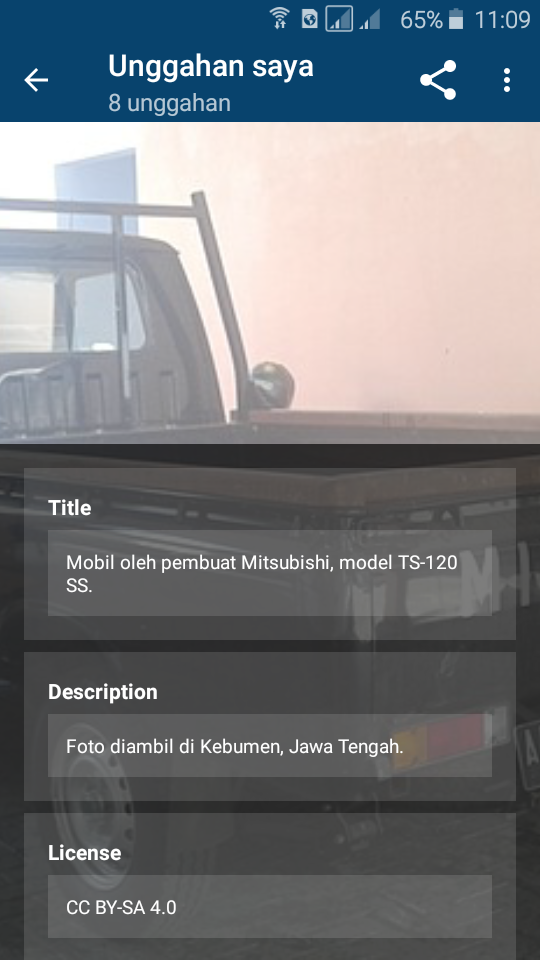 65% 11:09
Unggahan saya
8 unggahan
Title
Mobil oleh pembuat Mitsubishi, model TS-120
SS.
Description
Foto diambil di Kebumen, Jawa Tengah.
License
CC BY-SA 4.0